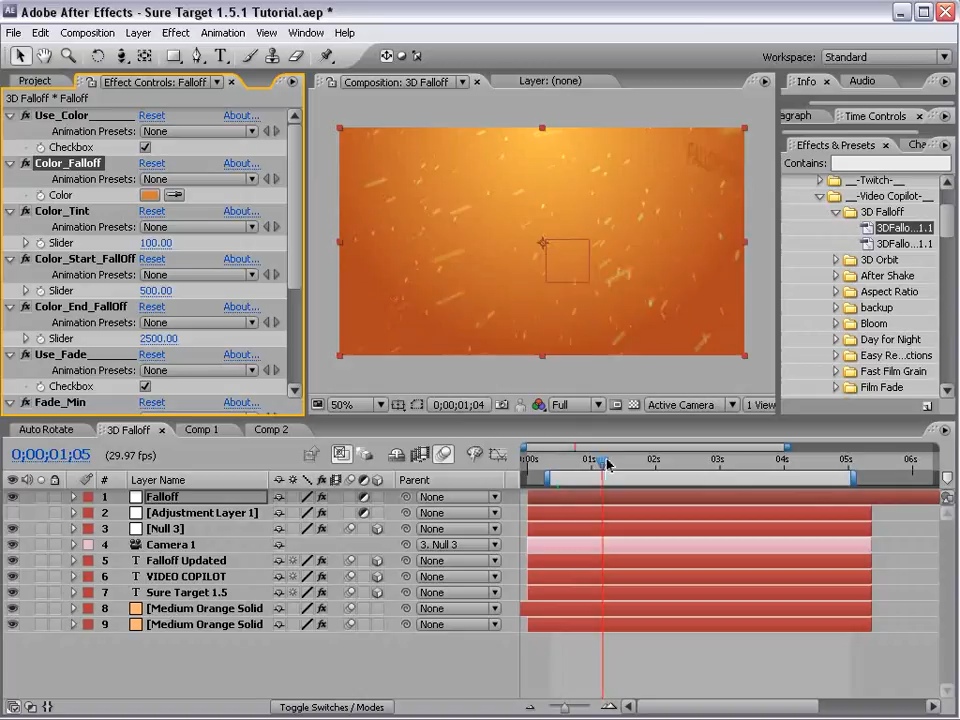 Adobe After Effects - Sure Target 1.5.1 Tutorial.aep *
File Edit Composition Layer Effect Animation View Window Help
Workspace: Standard
Project Effect Controls: Falloff Composition: 3D Falloff Layer: (none) Info Audio
3D Falloff * Falloff
Use_Color______ Reset About...
Animation Presets: None
Checkbox
Color_Falloff Reset About...
Animation Presets: None
Color
Color_Tint Reset About...
Animation Presets: None
Slider 100.00
Color_Start_FallOff Reset About...
Animation Presets: None
Slider 500.00
Color_End_FallOff Reset About...
Animation Presets: None
Slider 2500.00
Use_Fade______ Reset About...
Animation Presets: None
Checkbox
Fade_Min Reset About...
50% 0;00;01;04 Full Active Camera 1 View
agraph Time Controls
Effects & Presets Cha
Contains:
__-Twitch-__
__-Video Copilot-__
3D Falloff
3DFallo...1.1
3DFallo...1.1
3D Orbit
After Shake
Aspect Ratio
backup
Bloom
Day for Night
Easy Re...ctions
Fast Film Grain
Film Fade
Auto Rotate 3D Falloff Comp 1 Comp 2
0;00;01;05 (29.97 fps)
:00s 01s 02s 03s 04s 05s 06s
# Layer Name Parent
1 Falloff None
2 [Adjustment Layer 1] None
3 [Null 3] None
4 Camera 1 3. Null 3
5 T Falloff Updated None
6 T VIDEO COPILOT None
7 T Sure Target 1.5 None
8 [Medium Orange Solid None
9 [Medium Orange Solid None
Toggle Switches / Modes